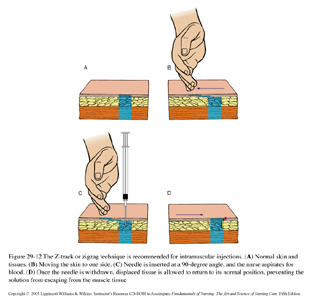 A
B
C
D
Figure 29-12 The Z-track or zigzag technique is recommended for intramuscular injections. (A) Normal skin and
tissues. (B) Moving the skin to one side. (C) Needle is inserted at a 90-degree angle, and the nurse aspirates for
blood. (D) Once the needle is withdrawn, displaced tissue is allowed to return to its normal position, preventing the
solution from escaping from the muscle tissue
Copyright © 2005 Lippincott Williams & Wilkins. Instructor's Resource CD-ROM to Accompany Fundamentals of Nursing: The Art and Science of Nursing Care, Fifth Edition.